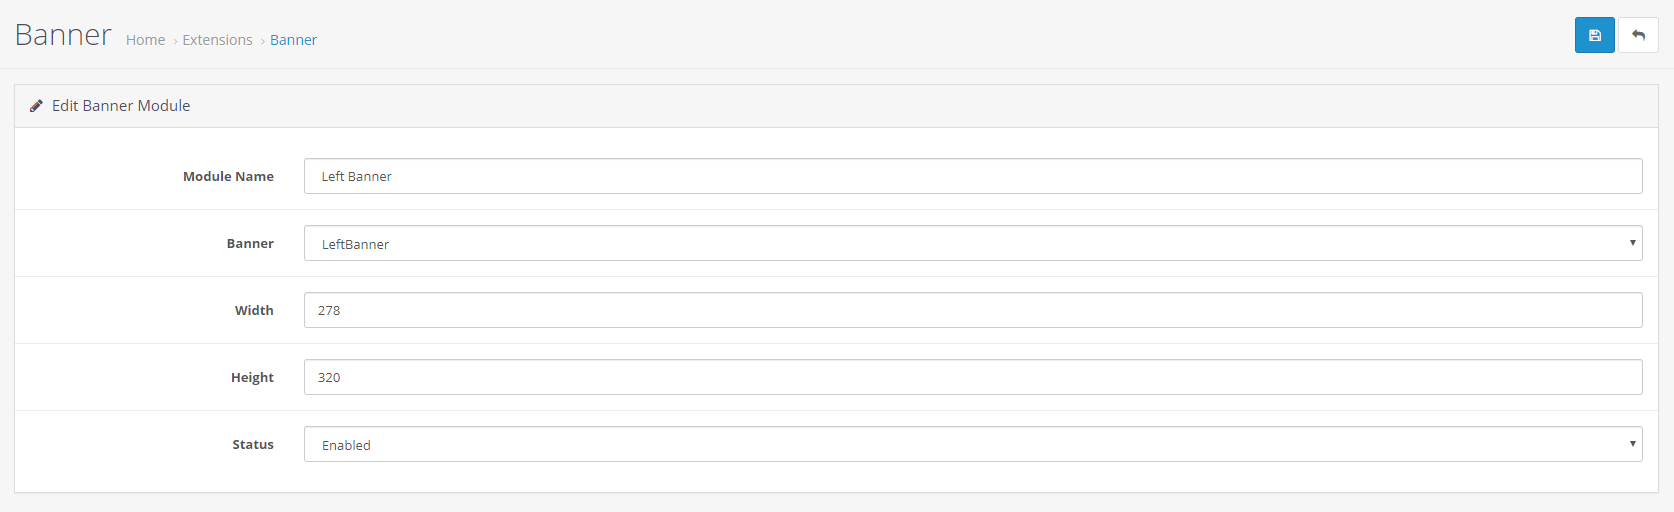 Banner Home › Extensions › Banner
Edit Banner Module
Module Name Left Banner
Banner LeftBanner
Width 278
Height 320
Status Enabled